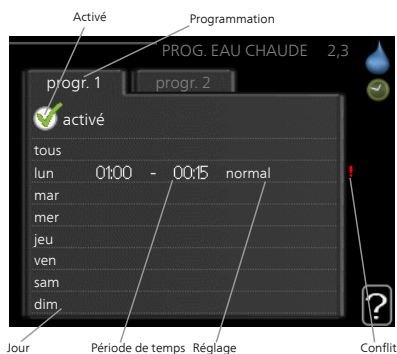 Activé Programmation
PROG. EAU CHAUDE 2,3
progr. 1 progr. 2
activé
tous
lun 01:00 - 00:15 normal !
mar
mer
jeu
ven
sam
dim
?
Jour Période de temps Réglage Conflit